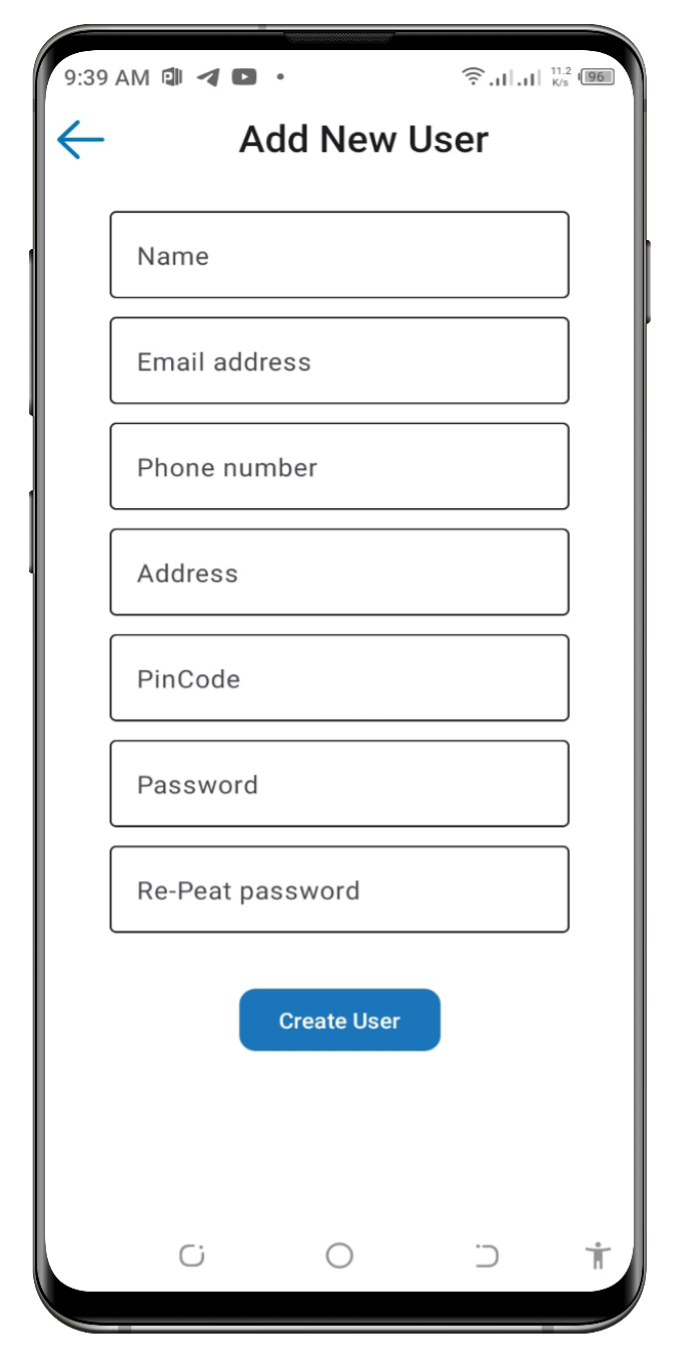 9:39 AM
11.2
K/s
96
Add New User
Name
Email address
Phone number
Address
PinCode
Password
Re-Peat password
Create User